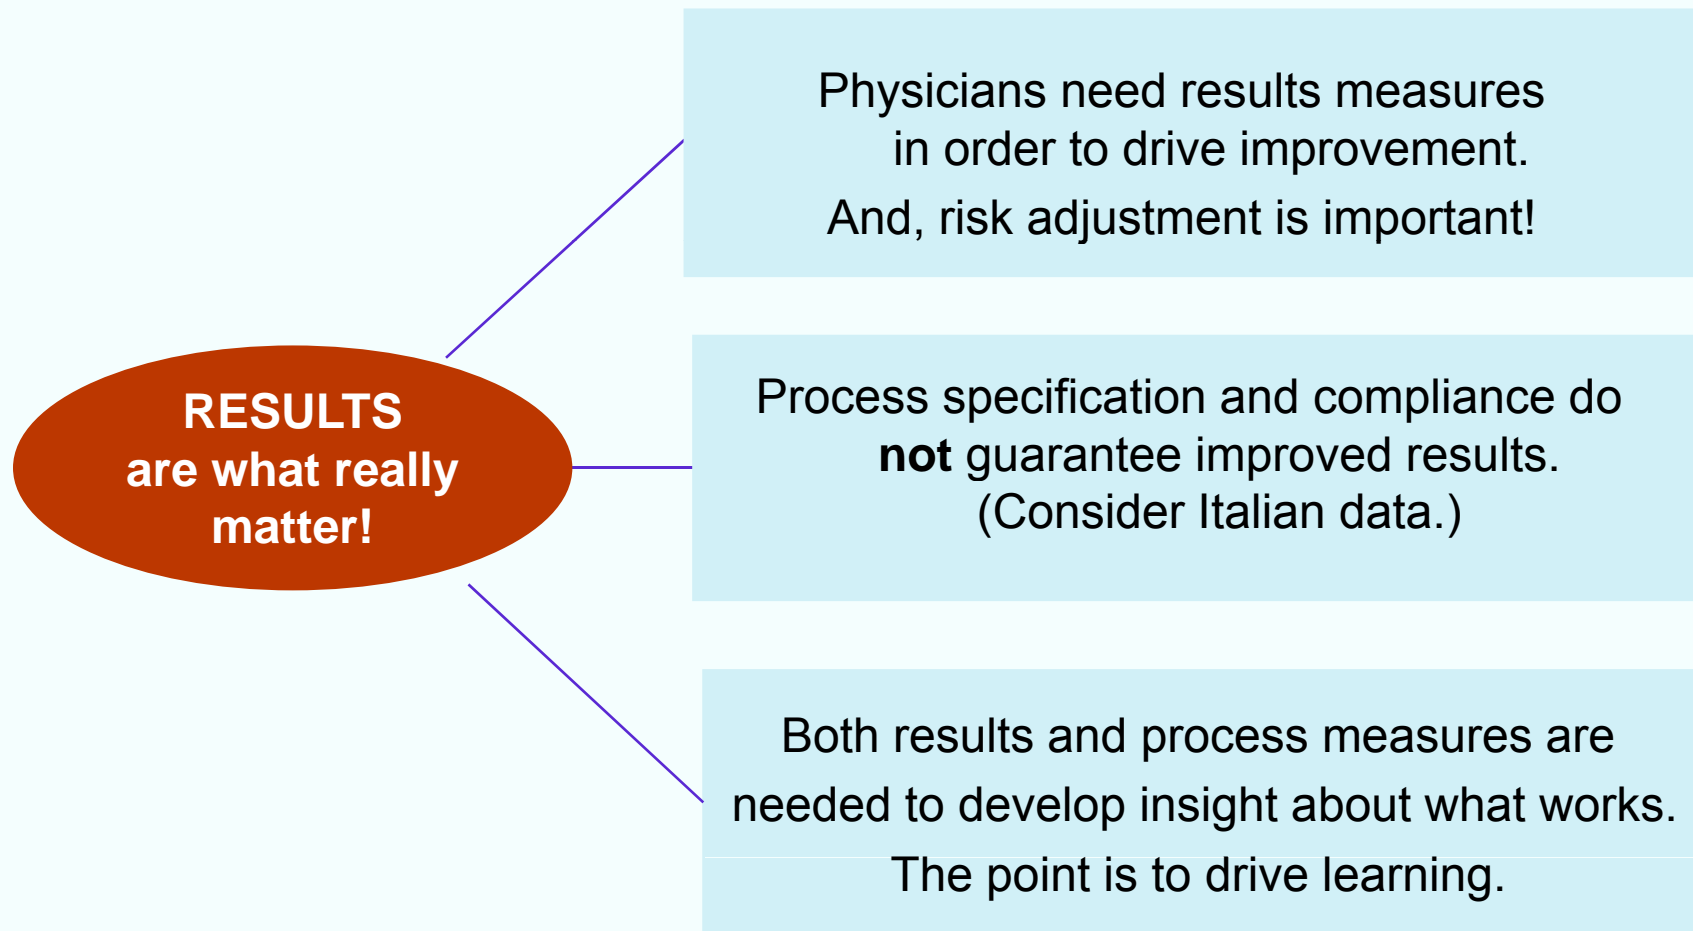 RESULTS
are what really
matter!
Physicians need results measures
in order to drive improvement.
And, risk adjustment is important!
Process specification and compliance do
not guarantee improved results.
(Consider Italian data.)
Both results and process measures are
needed to develop insight about what works.
The point is to drive learning.